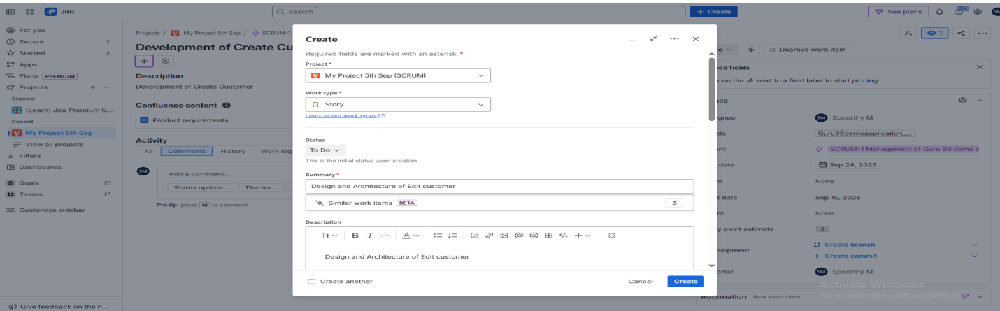 Jira
Search
+ Create
See plans
3+
SM
For you
Recent
Starred
Apps
Plans PREMIUM
Projects
Starred
(Learn) Jira Premium b...
Recent
My Project 5th Sep
View all projects
Filters
Dashboards
Goals
Teams
Customize sidebar
Give feedback on the n...
Projects / My Project 5th Sep / SCRUM-1
Development of Create Cu
Description
Development of Create Customer
Confluence content
Product requirements
Activity
All Comments History Work log
SM
Add a comment...
Status update... Thanks...
Pro tip: press M to comment
Create
Required fields are marked with an asterisk *
Project *
My Project 5th Sep (SCRUM)
Work type *
Story
Learn about work types
Status
To Do
This is the initial status upon creation
Summary *
Design and Architecture of Edit customer
Similar work items BETA 3
Description
Tt B I ... A
Design and Architecture of Edit customer
Create another
Cancel Create
1
Improve work item
ed fields
on the next to a field label to start pinning.
ails
nee SM Spoorthy M
els Guru99demoapplication_...
nt SCRUM-1 Management of Guru 99 demo a
date Sep 24, 2025
m None
t date Sep 10, 2025
nt None
y point estimate 3
elopment Create branch
Create commit
orter SM Spoorthy M
Automation Rule executions
Activate Windows
Go to Settings to activate Windows